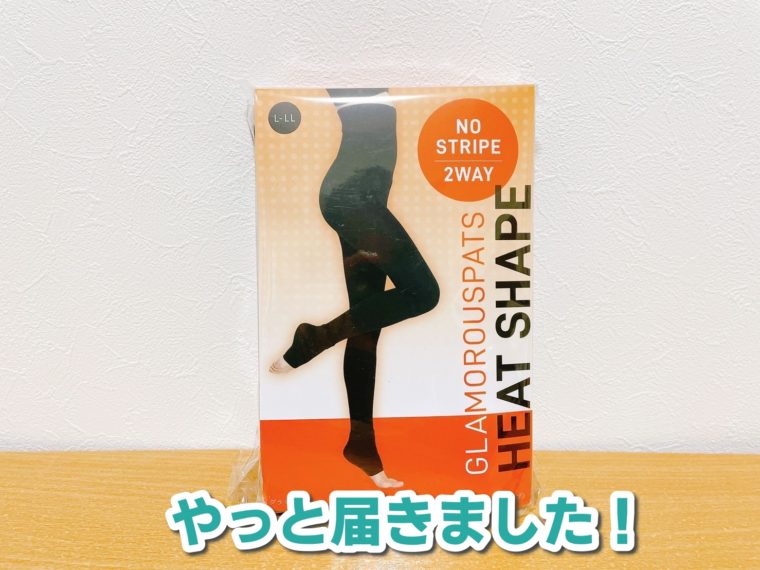 L-LL
NO
STRIPE
2WAY
GLAMOROUSPATS
HEAT SHAPE
やっと届きました！